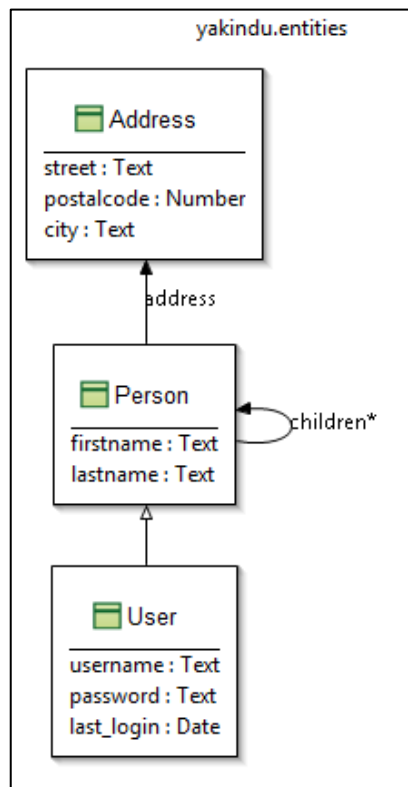 yakindu.entities
Address
street : Text
postalcode : Number
city : Text
address
Person
firstname : Text
lastname : Text
children*
User
username : Text
password : Text
last_login : Date